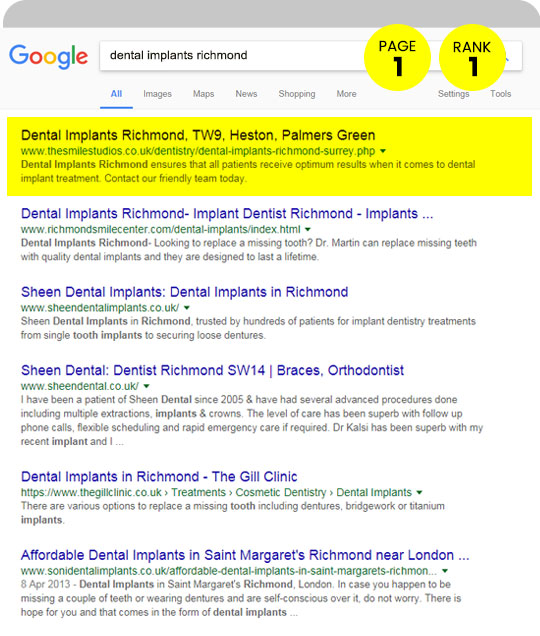 Google
dental implants richmond
PAGE
1
RANK
1
All Images Maps News Shopping More Settings Tools
Dental Implants Richmond, TW9, Heston, Palmers Green
www.thesmilestudios.co.uk/dentistry/dental-implants-richmond-surrey.php
Dental Implants Richmond ensures that all patients receive optimum results when it comes to dental
implant treatment. Contact our friendly team today.
Dental Implants Richmond- Implant Dentist Richmond - Implants ...
www.richmondsmilecenter.com/dental-implants/index.html
Dental Implants Richmond- Looking to replace a missing tooth? Dr. Martin can replace missing teeth
with quality dental implants and they are designed to last a lifetime.
Sheen Dental Implants: Dental Implants in Richmond
www.sheendentalimplants.co.uk/
Sheen Dental Implants in Richmond, trusted by hundreds of patients for implant dentistry treatments
from single tooth implants to securing loose dentures.
Sheen Dental: Dentist Richmond SW14 | Braces, Orthodontist
www.sheendental.co.uk/
I have been a patient of Sheen Dental since 2005 & have had several advanced procedures done
including multiple extractions, implants & crowns. The level of care has been superb with follow up
phone calls, flexible scheduling and rapid emergency care if required. Dr Kalsi has been superb with my
recent implant and I ...
Dental Implants in Richmond - The Gill Clinic
https://www.thegillclinic.co.uk › Treatments › Cosmetic Dentistry › Dental Implants
There are various options to replace a missing tooth including dentures, bridgework or titanium
implants.
Affordable Dental Implants in Saint Margaret's Richmond near London ...
www.sonidentalimplants.co.uk/affordable-dental-implants-in-saint-margarets-richmon...
8 Apr 2013 - Dental Implants in Saint Margaret's Richmond, London. In case you happen to be
missing a couple of teeth or wearing dentures and are self-conscious over it, do not worry. There is
hope for you and that comes in the form of dental implants ...